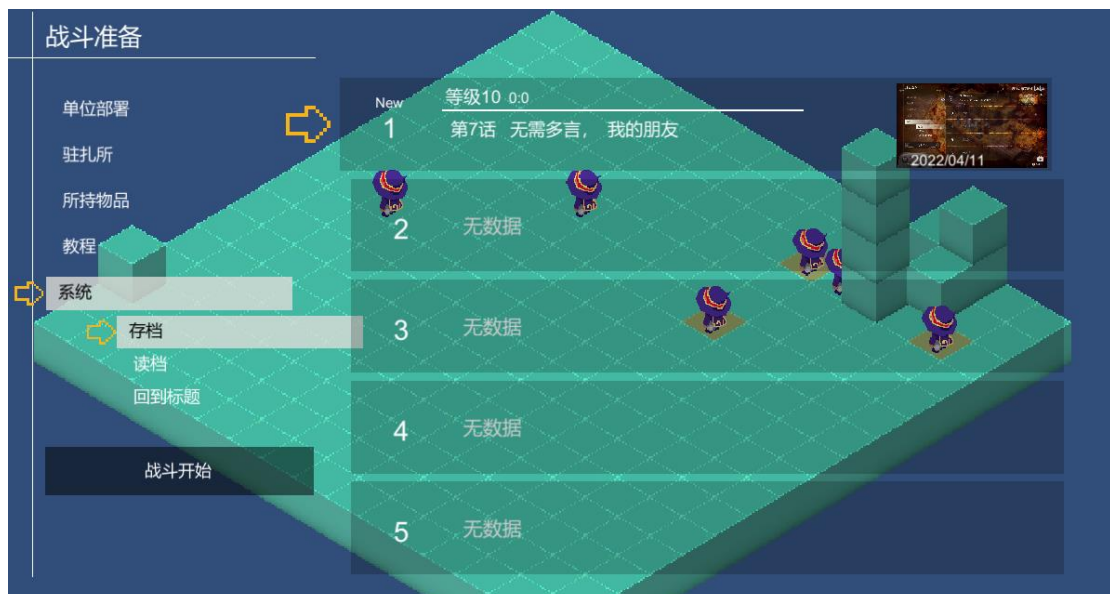 战斗准备
单位部署
驻扎所
所持物品
教程
系统
存档
读档
回到标题
战斗开始
New
1
等级10 0:0
第7话 无需多言， 我的朋友
2022/04/11
2
无数据
3
无数据
4
无数据
5
无数据